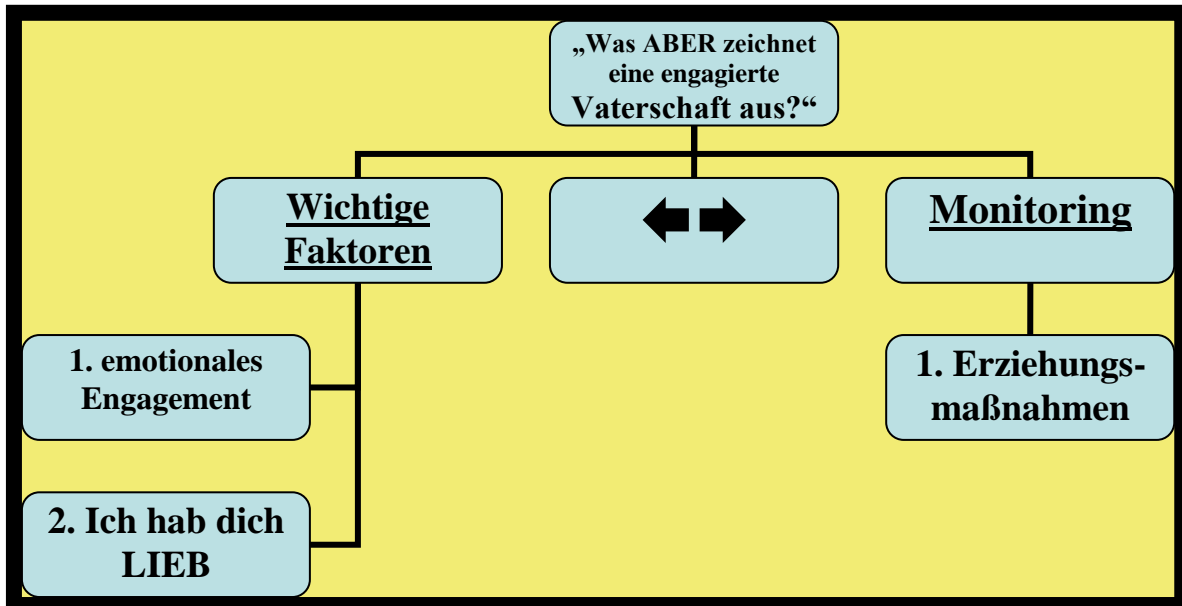 „Was ABER zeichnet
eine engagierte
Vaterschaft aus?“
Wichtige
Faktoren
Monitoring
1. emotionales
Engagement
1. Erziehungs-
maßnahmen
2. Ich hab dich
LIEB